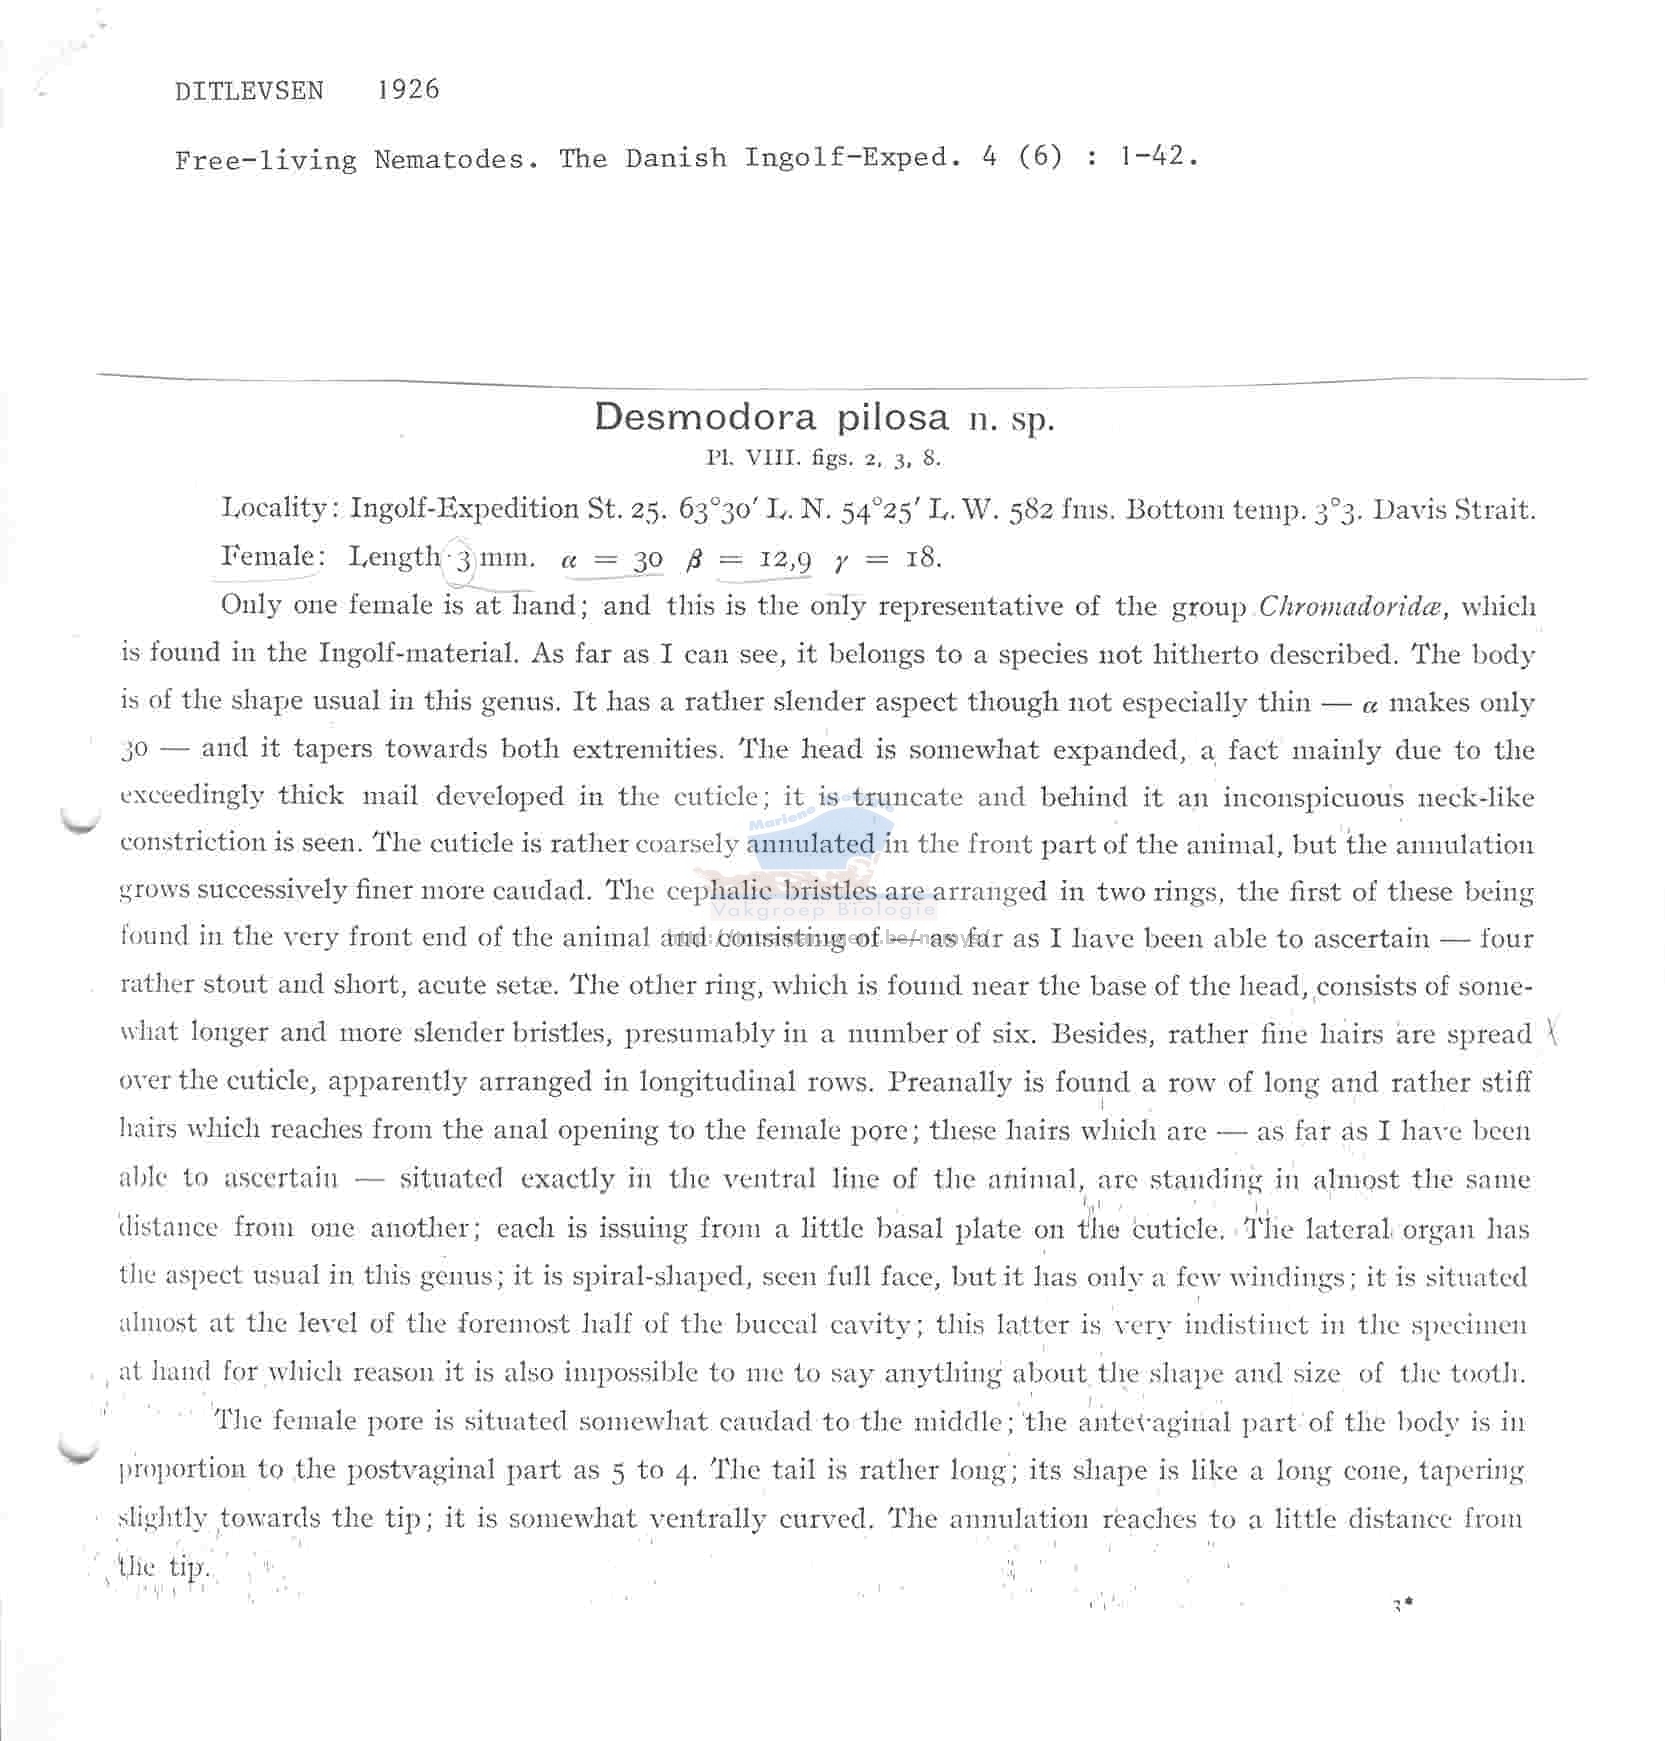 DITLEVSEN 1926
Free-living Nematodes. The Danish Ingolf-Exped. 4 (6) : 1-42.
Desmodora pilosa n. sp.
Pl. VIII. figs. 2, 3, 8.
Locality: Ingolf-Expedition St. 25. 63°30′ L. N. 54°25′ L. W. 582 fms. Bottom temp. 3°3. Davis Strait.
Female: Length 3 mm. α = 30 β = 12,9 γ = 18.
Only one female is at hand; and this is the only representative of the group Chromadoridæ, which
is found in the Ingolf-material. As far as I can see, it belongs to a species not hitherto described. The body
is of the shape usual in this genus. It has a rather slender aspect though not especially thin — α makes only
30 — and it tapers towards both extremities. The head is somewhat expanded, a fact mainly due to the
exceedingly thick mail developed in the cuticle; it is truncate and behind it an inconspicuous neck-like
constriction is seen. The cuticle is rather coarsely annulated in the front part of the animal, but the annulation
grows successively finer more caudad. The cephalic bristles are arranged in two rings, the first of these being
Vakgroep Biologie
found in the very front end of the animal and consisting of — as far as I have been able to ascertain — four
rather stout and short, acute setæ. The other ring, which is found near the base of the head, consists of some-
what longer and more slender bristles, presumably in a number of six. Besides, rather fine hairs are spread
over the cuticle, apparently arranged in longitudinal rows. Preanally is found a row of long and rather stiff
hairs which reaches from the anal opening to the female pore; these hairs which are — as far as I have been
able to ascertain — situated exactly in the ventral line of the animal, are standing in almost the same
distance from one another; each is issuing from a little basal plate on the cuticle. The lateral organ has
the aspect usual in this genus; it is spiral-shaped, seen full face, but it has only a few windings; it is situated
almost at the level of the foremost half of the buccal cavity; this latter is very indistinct in the specimen
at hand for which reason it is also impossible to me to say anything about the shape and size of the tooth.
The female pore is situated somewhat caudad to the middle; the antevaginal part of the body is in
proportion to the postvaginal part as 5 to 4. The tail is rather long; its shape is like a long cone, tapering
slightly towards the tip; it is somewhat ventrally curved. The annulation reaches to a little distance from
the tip.
3*